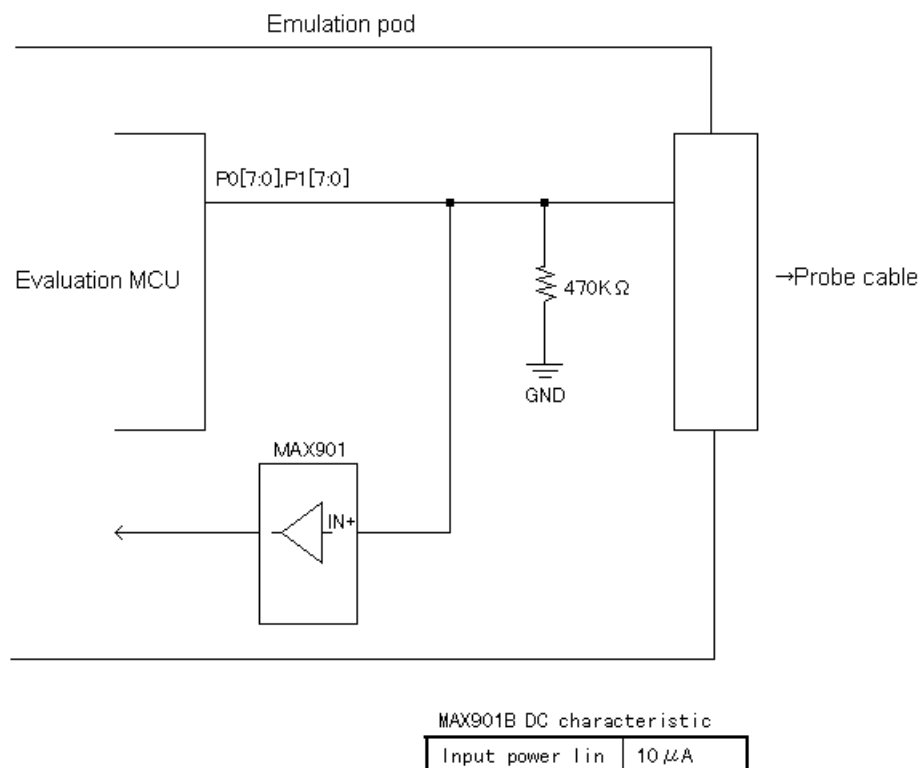 Emulation pod
P0[7:0],P1[7:0]
Evaluation MCU
470KΩ
→Probe cable
GND
MAX901
IN+
MAX901B DC characteristic
Input power Iin 10μA